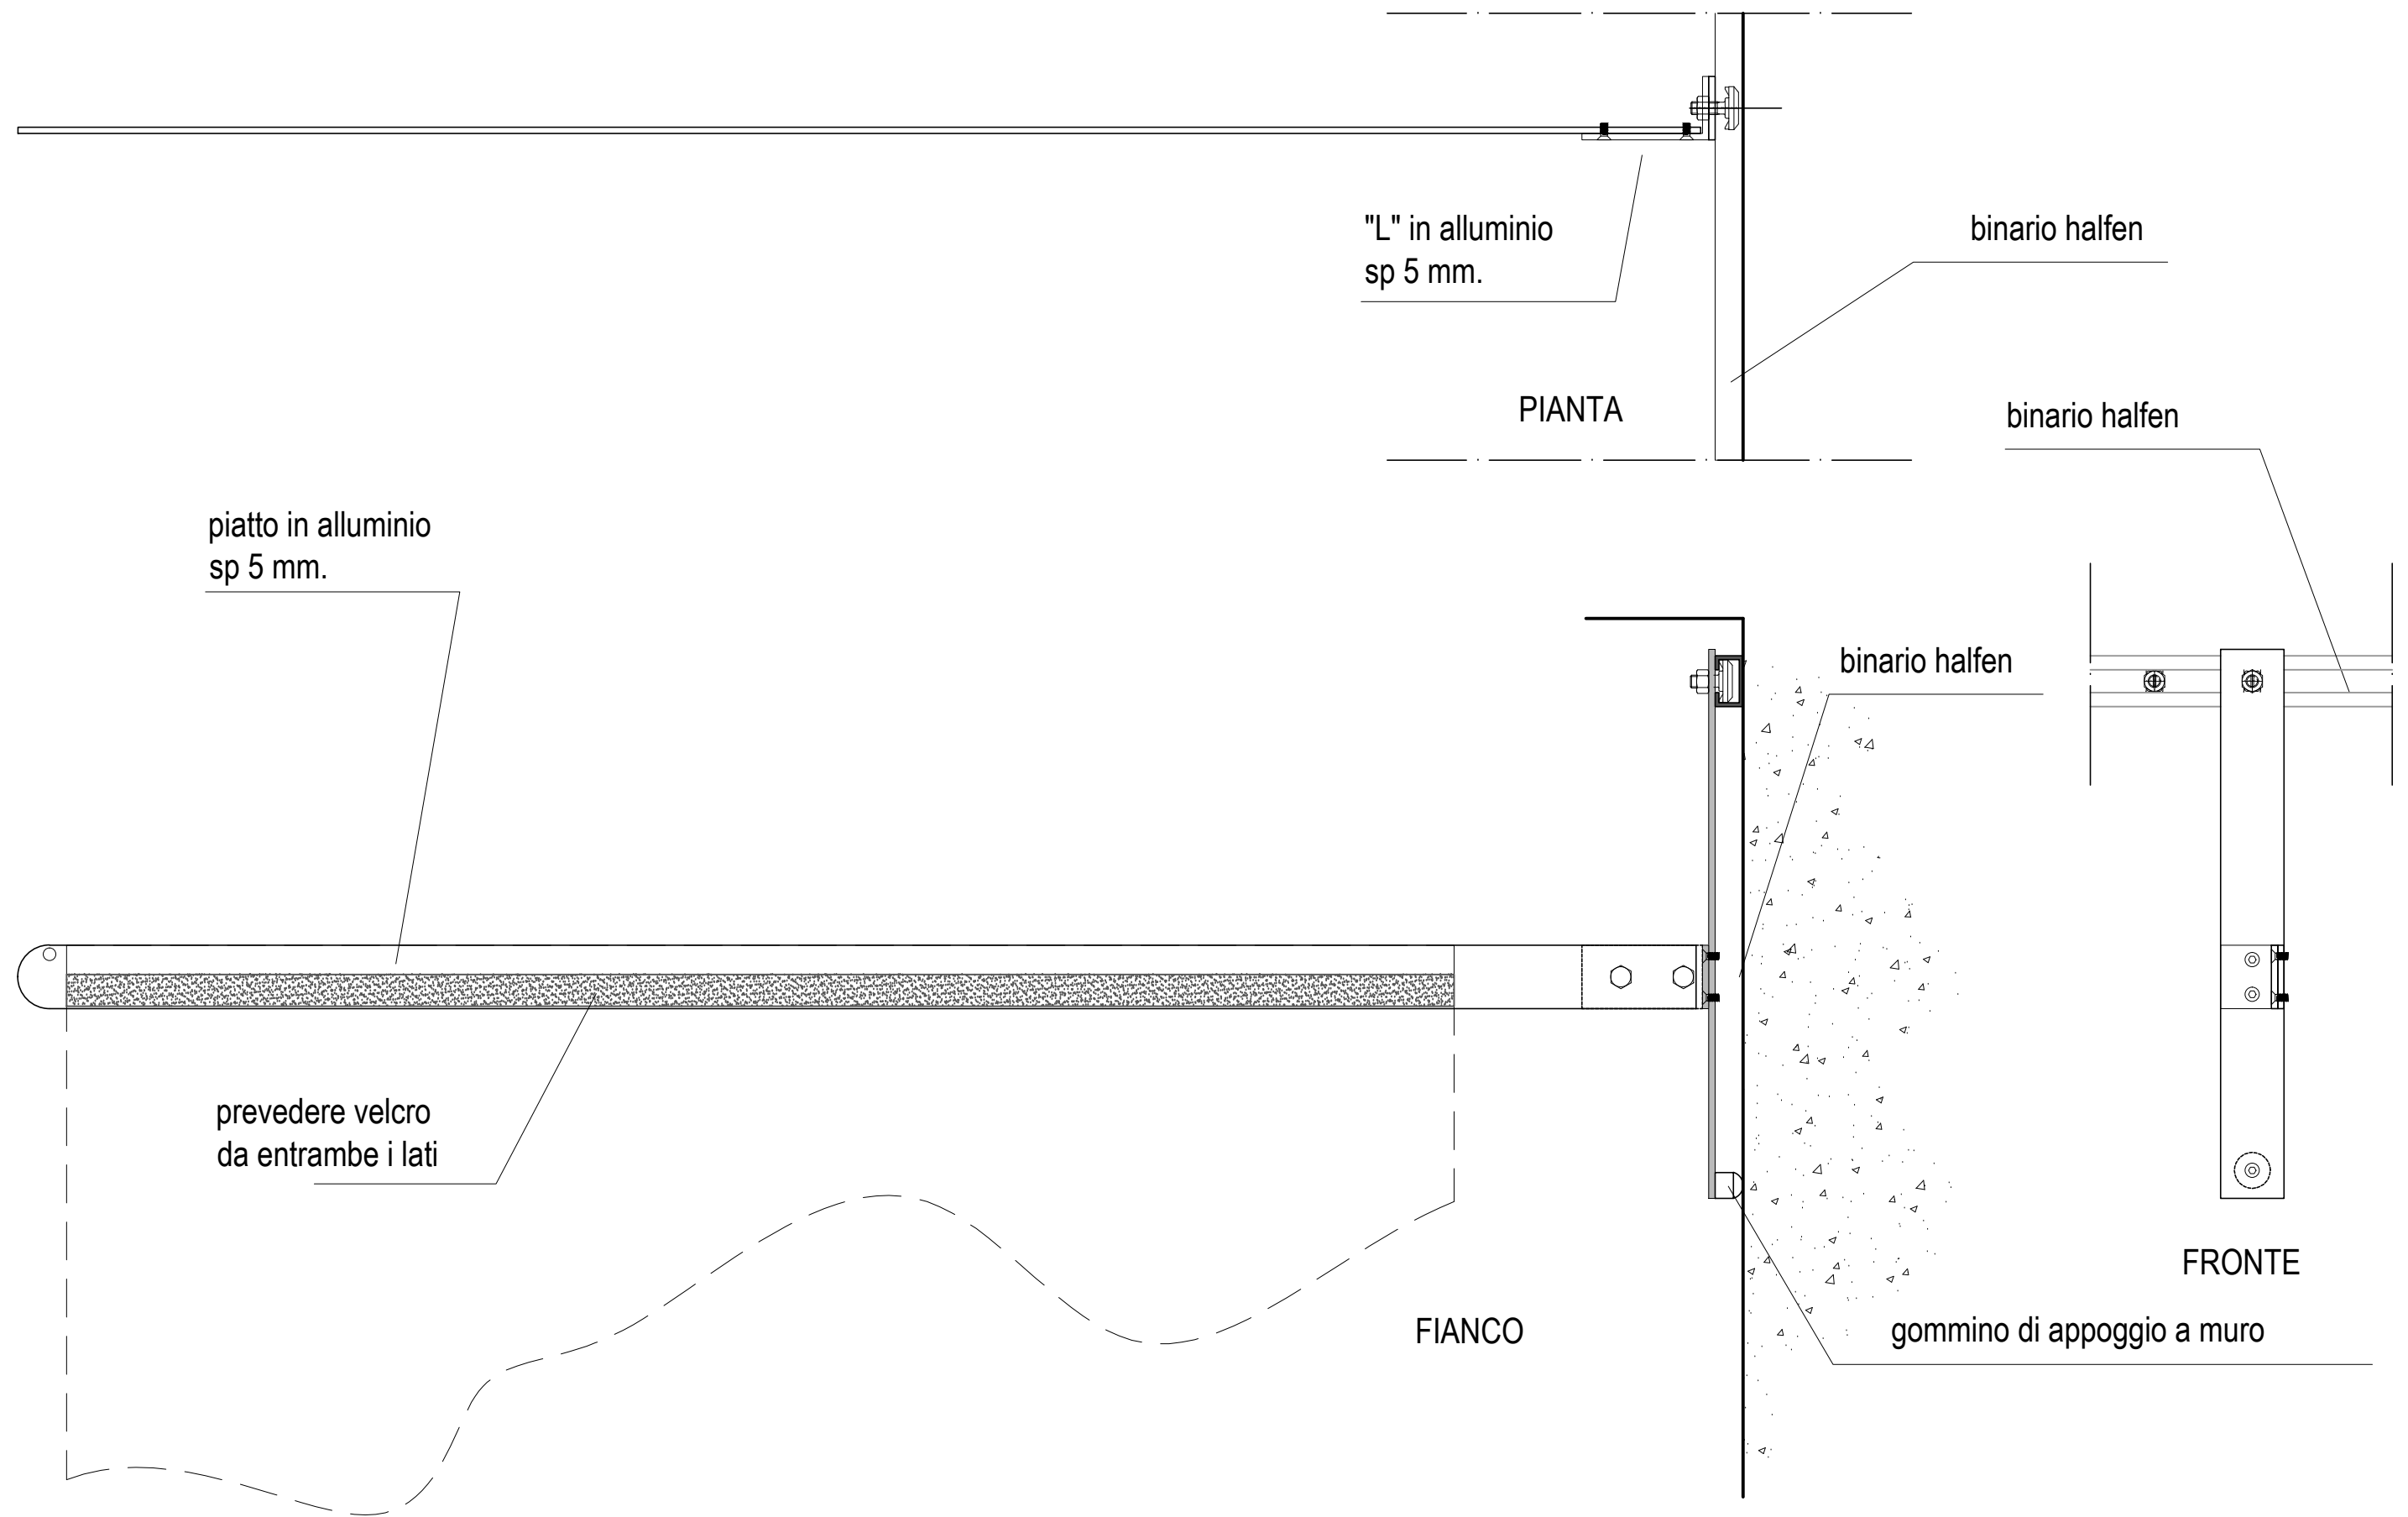 "L" in alluminio
sp 5 mm.
binario halfen
PIANTA
binario halfen
piatto in alluminio
sp 5 mm.
binario halfen
prevedere velcro
da entrambe i lati
FRONTE
FIANCO
gommino di appoggio a muro